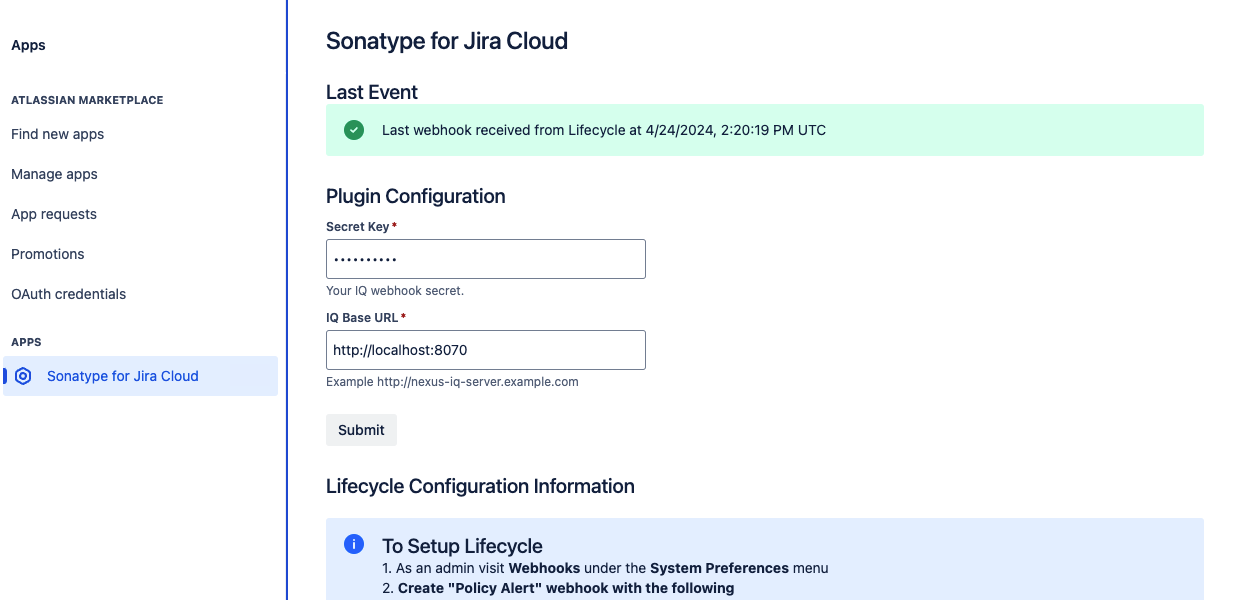 Apps
ATLASSIAN MARKETPLACE
Find new apps
Manage apps
App requests
Promotions
OAuth credentials
APPS
Sonatype for Jira Cloud
Sonatype for Jira Cloud
Last Event
Last webhook received from Lifecycle at 4/24/2024, 2:20:19 PM UTC
Plugin Configuration
Secret Key*
••••••••••
Your IQ webhook secret.
IQ Base URL*
http://localhost:8070
Example http://nexus-iq-server.example.com
Submit
Lifecycle Configuration Information
To Setup Lifecycle
1. As an admin visit Webhooks under the System Preferences menu
2. Create "Policy Alert" webhook with the following